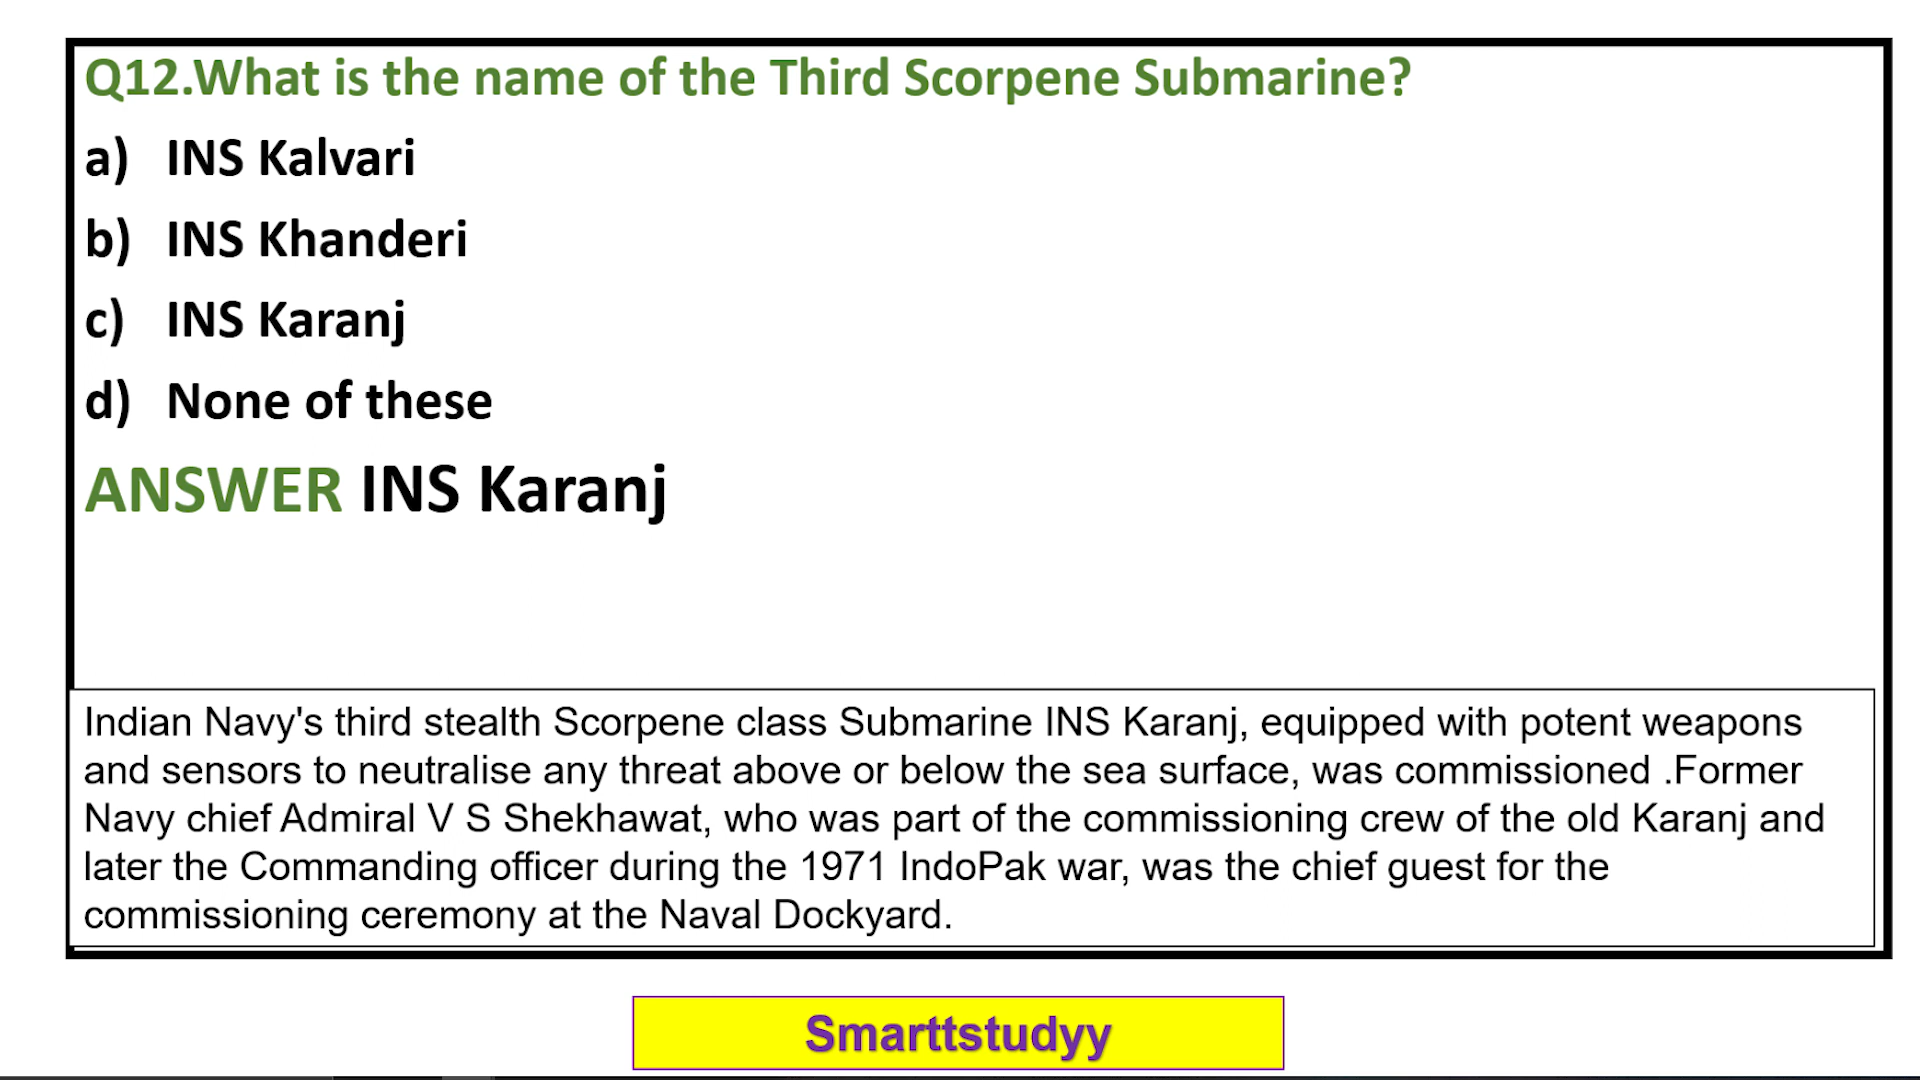 Q12.What is the name of the Third Scorpene Submarine?
a) INS Kalvari
b) INS Khanderi
c) INS Karanj
d) None of these
ANSWER INS Karanj
Indian Navy's third stealth Scorpene class Submarine INS Karanj, equipped with potent weapons
and sensors to neutralise any threat above or below the sea surface, was commissioned .Former
Navy chief Admiral V S Shekhawat, who was part of the commissioning crew of the old Karanj and
later the Commanding officer during the 1971 IndoPak war, was the chief guest for the
commissioning ceremony at the Naval Dockyard.
Smarttstudyy